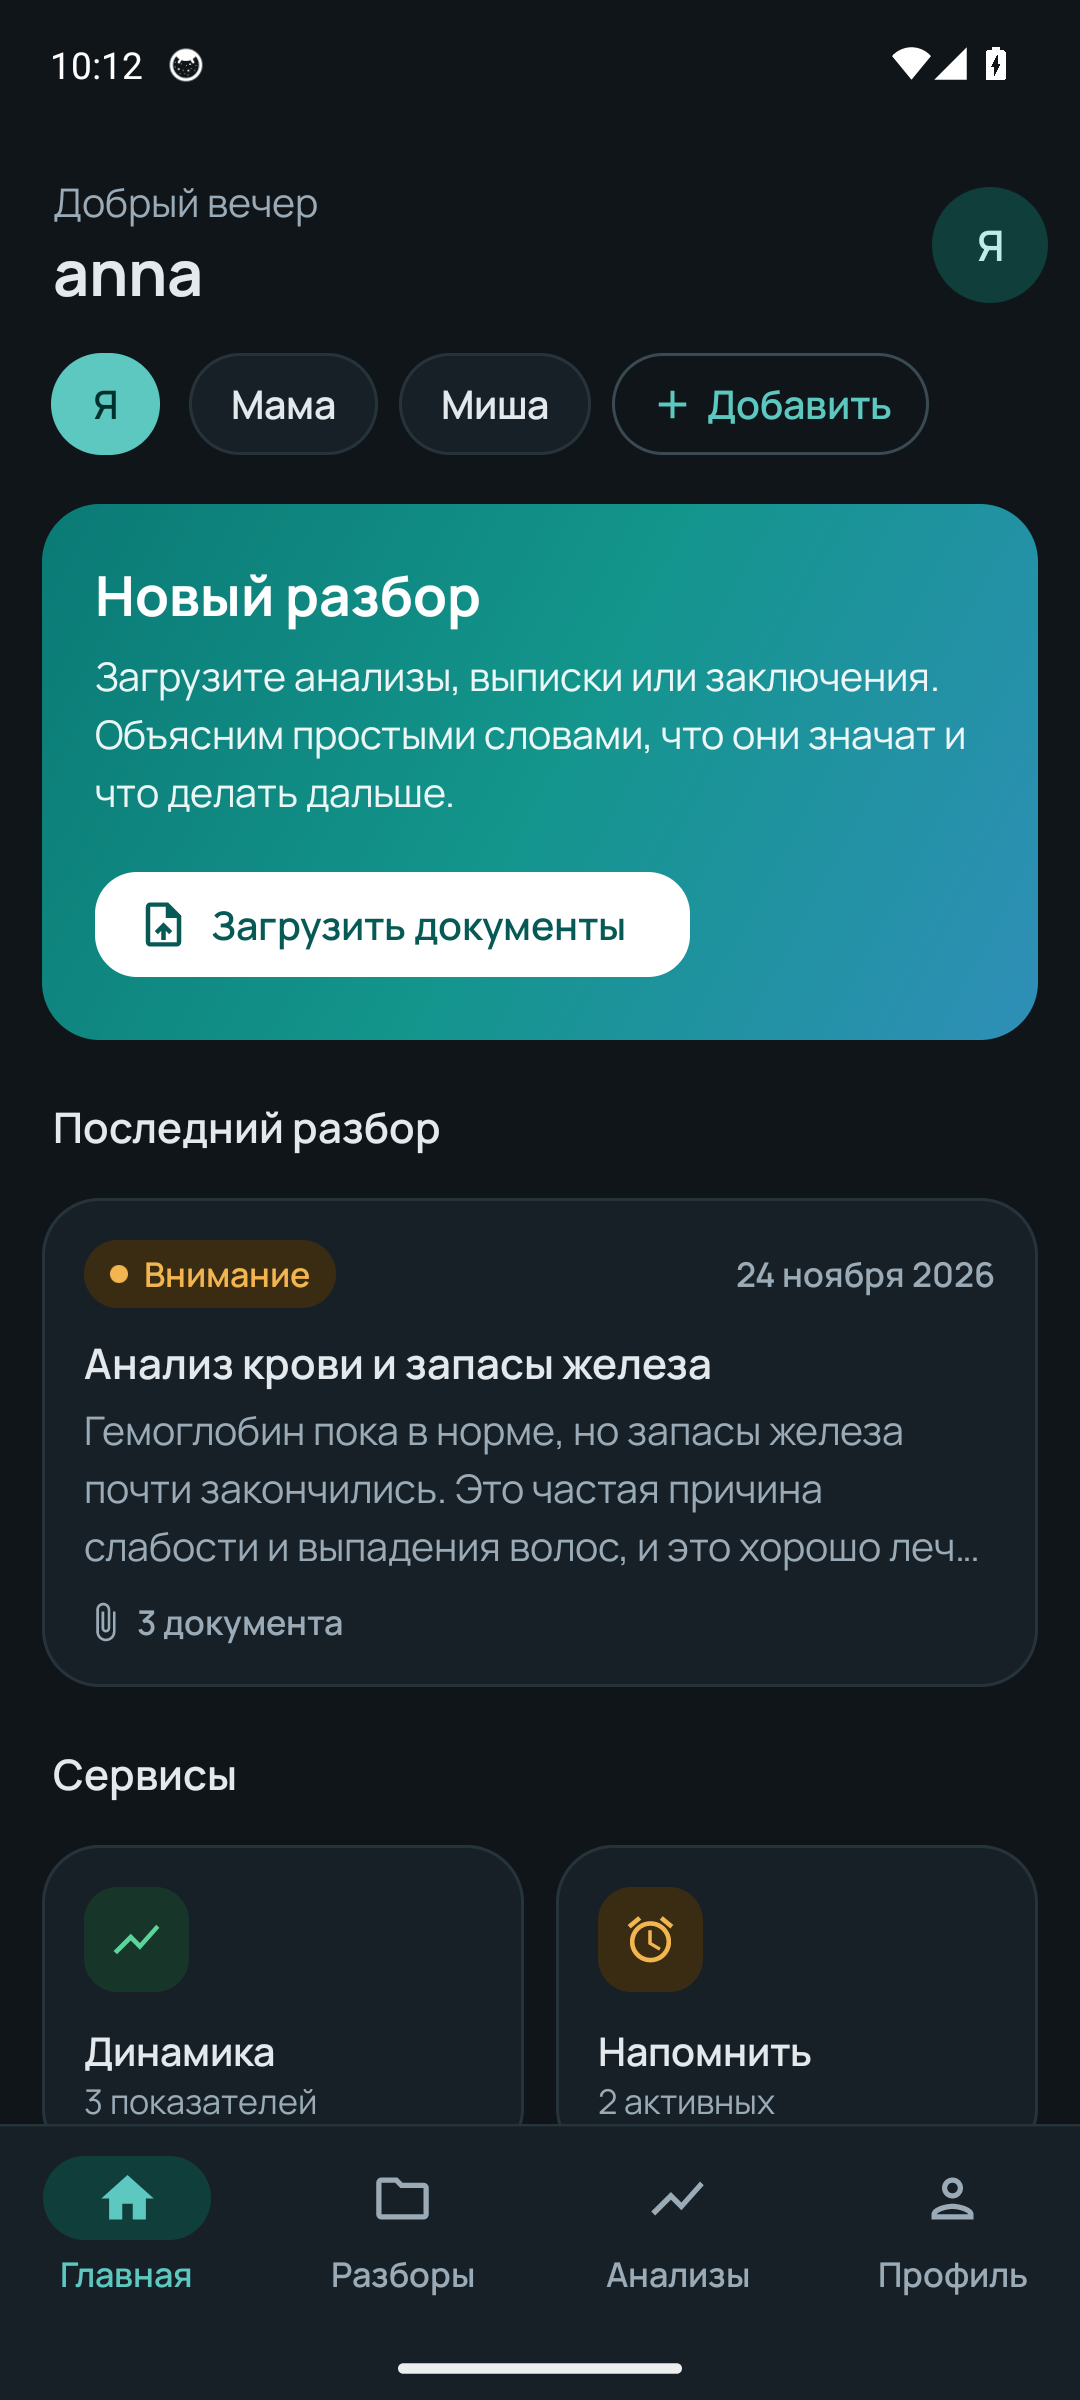 10:12
Добрый вечер
anna
Я
Я
Мама
Миша
+ Добавить
Новый разбор
Загрузите анализы, выписки или заключения.
Объясним простыми словами, что они значат и
что делать дальше.
Загрузить документы
Последний разбор
Внимание
24 ноября 2026
Анализ крови и запасы железа
Гемоглобин пока в норме, но запасы железа
почти закончились. Это частая причина
слабости и выпадения волос, и это хорошо леч...
3 документа
Сервисы
Динамика
3 показателей
Напомнить
2 активных
Главная
Разборы
Анализы
Профиль